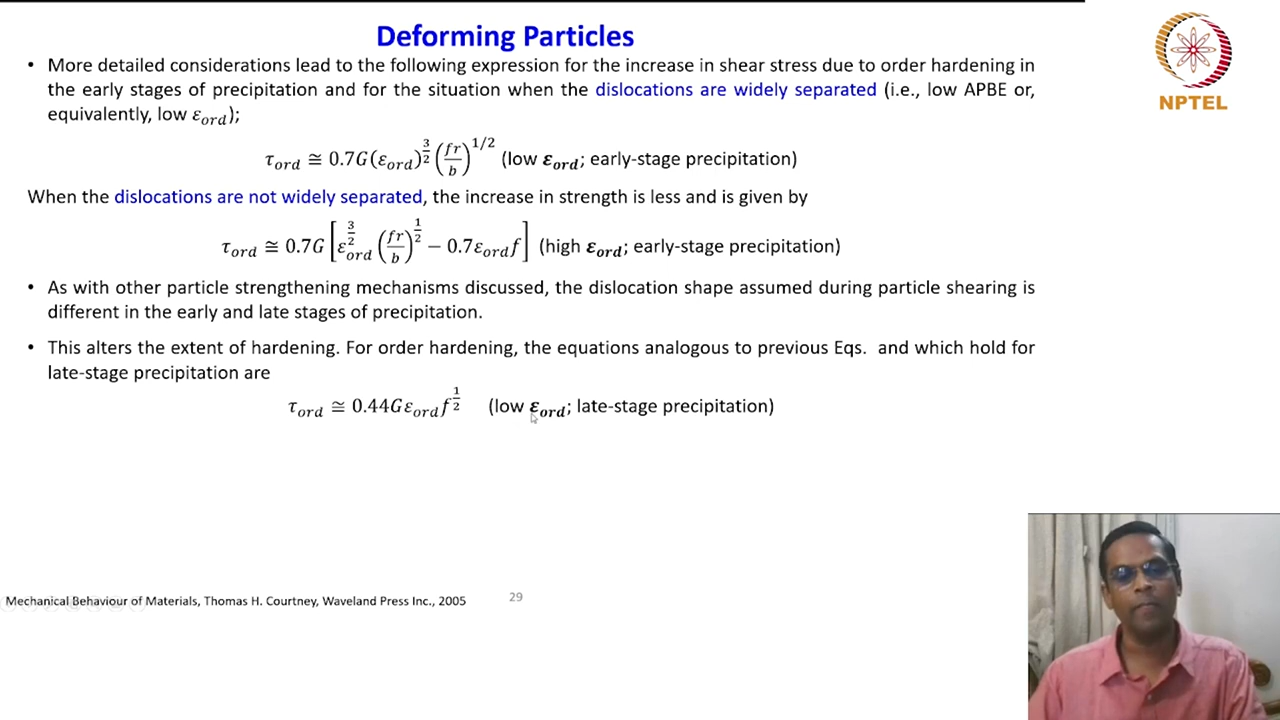 Deforming Particles
• More detailed considerations lead to the following expression for the increase in shear stress due to order hardening in
the early stages of precipitation and for the situation when the dislocations are widely separated (i.e., low APBE or,
equivalently, low ε_ord);
τ_ord ≅ 0.7G(ε_ord)^{3/2} (fr/b)^{1/2} (low ε_ord; early-stage precipitation)
When the dislocations are not widely separated, the increase in strength is less and is given by
τ_ord ≅ 0.7G [ε_ord^{3/2} (fr/b)^{1/2} − 0.7ε_ord f] (high ε_ord; early-stage precipitation)
• As with other particle strengthening mechanisms discussed, the dislocation shape assumed during particle shearing is
different in the early and late stages of precipitation.
• This alters the extent of hardening. For order hardening, the equations analogous to previous Eqs. and which hold for
late-stage precipitation are
τ_ord ≅ 0.44Gε_ord f^{1/2} (low ε_ord; late-stage precipitation)
Mechanical Behaviour of Materials, Thomas H. Courtney, Waveland Press Inc., 2005
29
NPTEL